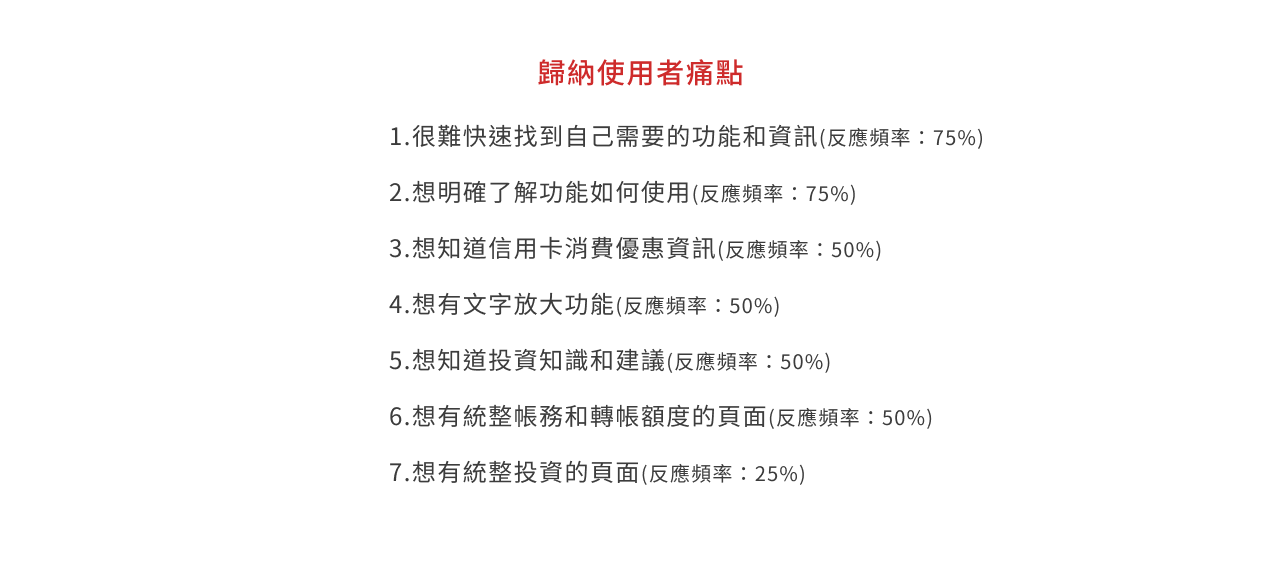 歸納使用者痛點
1.很難快速找到自己需要的功能和資訊(反應頻率：75%)
2.想明確了解功能如何使用(反應頻率：75%)
3.想知道信用卡消費優惠資訊(反應頻率：50%)
4.想有文字放大功能(反應頻率：50%)
5.想知道投資知識和建議(反應頻率：50%)
6.想有統整帳務和轉帳額度的頁面(反應頻率：50%)
7.想有統整投資的頁面(反應頻率：25%)